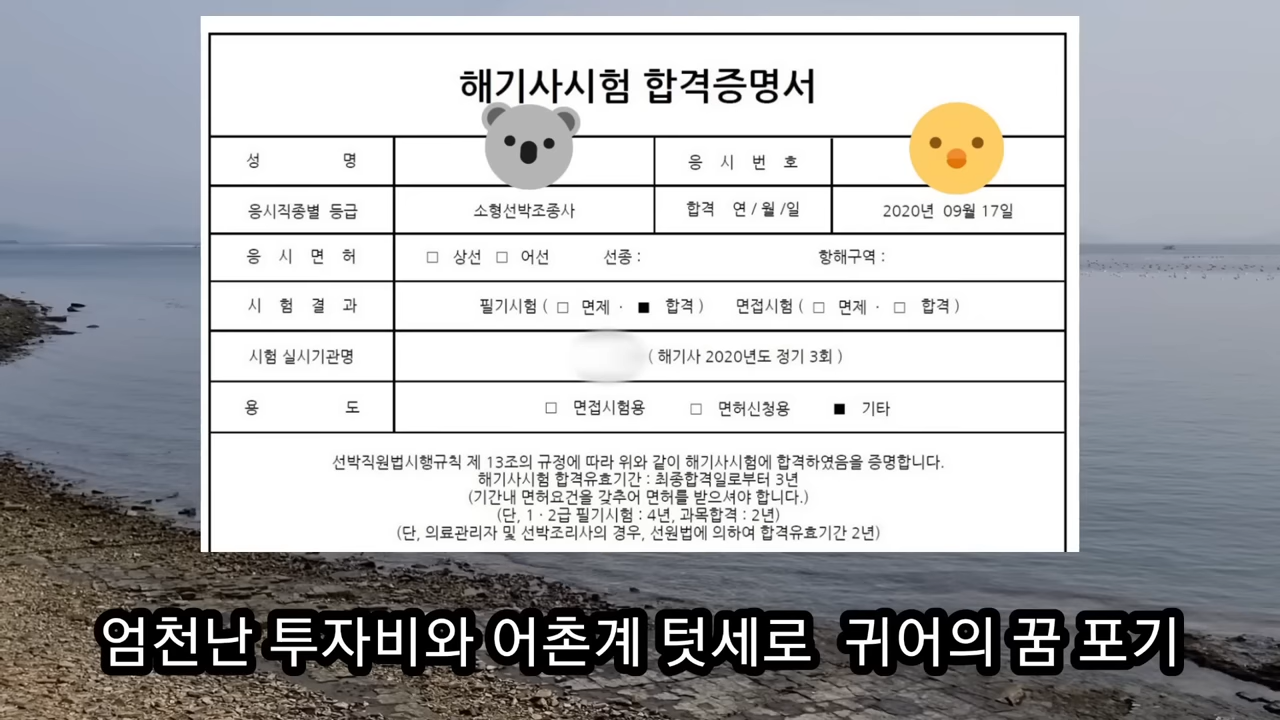 해기사시험 합격증명서
성 명
응 시 번 호
응시직종별 등급
소형선박조종사
합격 연 / 월 /일
2020년 09월 17일
응 시 면 허
□ 상선 □ 어선 선종 : 항해구역 :
시 험 결 과
필기시험 ( □ 면제 · ■ 합격 ) 면접시험 ( □ 면제 · □ 합격 )
시험 실시기관명
( 해기사 2020년도 정기 3회 )
용 도
□ 면접시험용 □ 면허신청용 ■ 기타
선박직원법시행규칙 제 13조의 규정에 따라 위와 같이 해기사시험에 합격하였음을 증명합니다.
해기사시험 합격유효기간 : 최종합격일로부터 3년
(기간내 면허요건을 갖추어 면허를 받으셔야 합니다.)
(단, 1 · 2급 필기시험 : 4년, 과목합격 : 2년)
(단, 의료관리자 및 선박조리사의 경우, 선원법에 의하여 합격유효기간 2년)
엄천난 투자비와 어촌계 텃세로 귀어의 꿈 포기